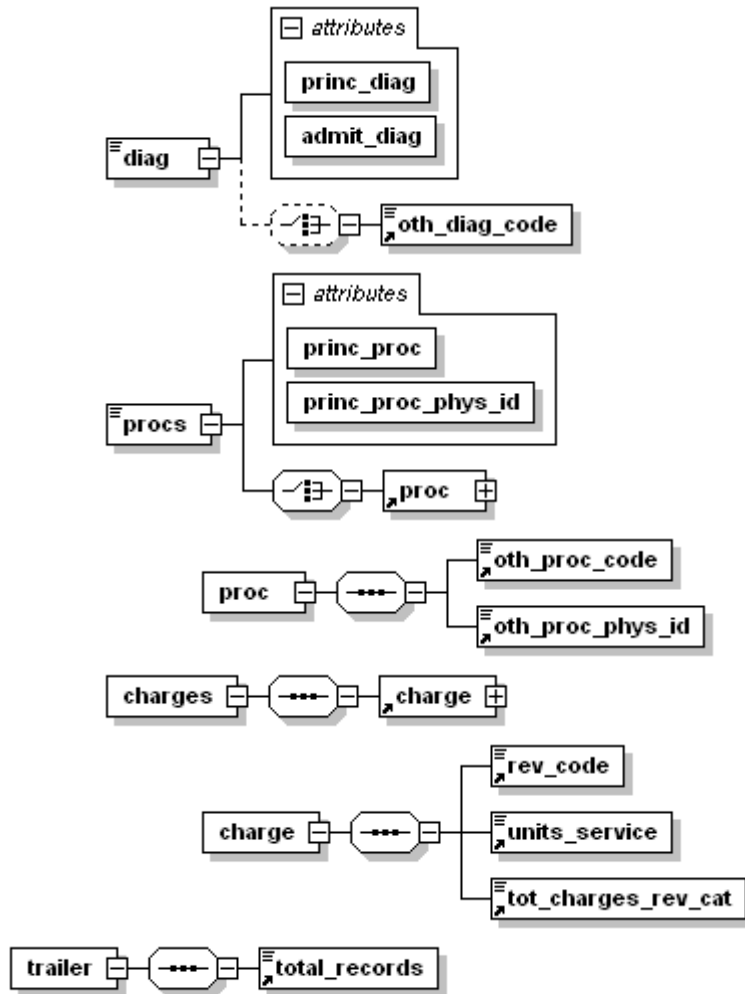 attributes
princ_diag
admit_diag
diag
oth_diag_code
attributes
princ_proc
princ_proc_phys_id
procs
proc
oth_proc_code
proc
oth_proc_phys_id
charges
charge
rev_code
charge
units_service
tot_charges_rev_cat
trailer
total_records